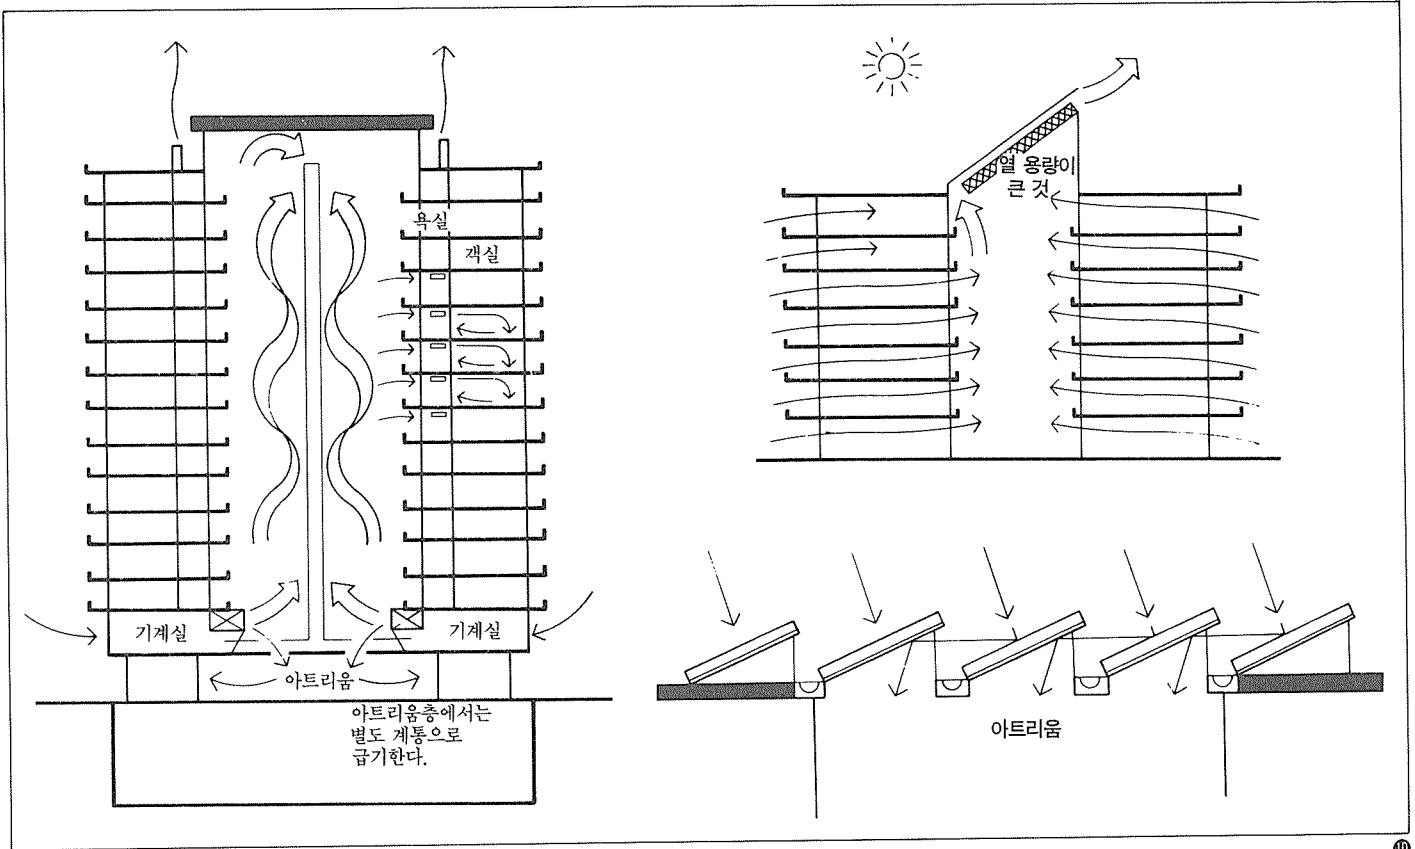 욕실
객실
기계실
기계실
아트리움
아트리움층에서는
별도 계통으로
급기한다.
열 용량이
큰 것
아트리움